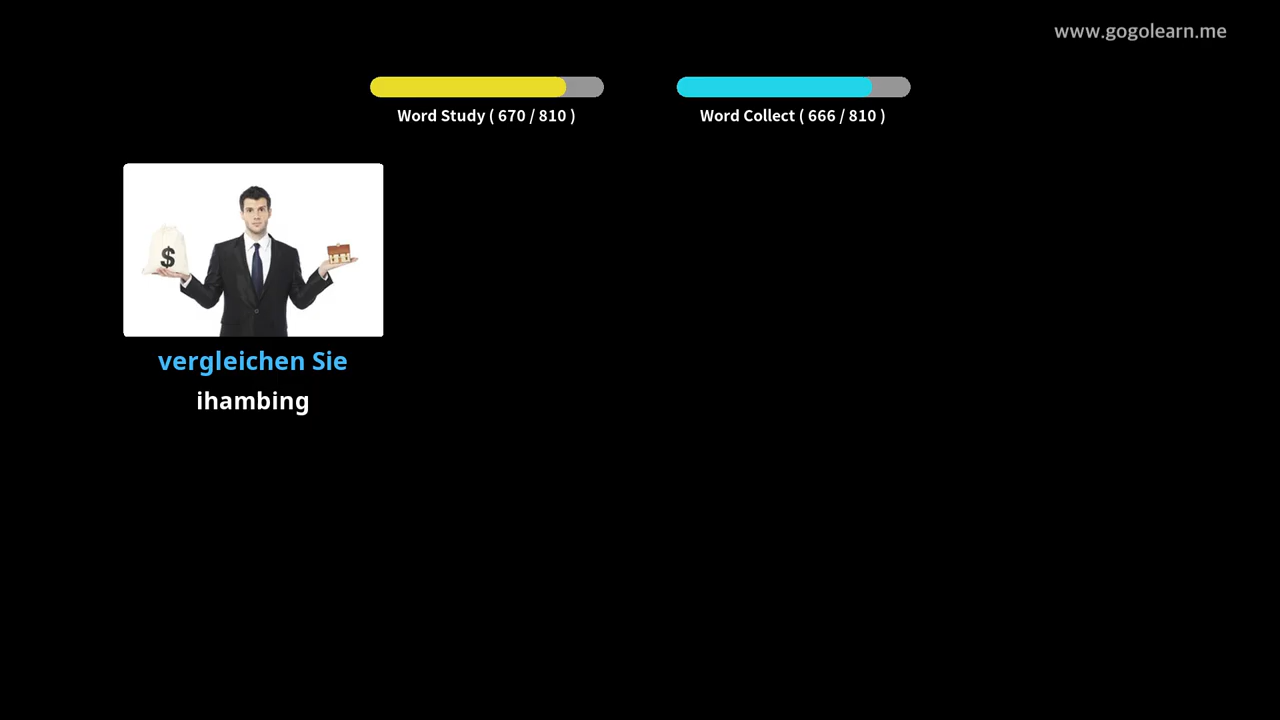 www.gogolearn.me
Word Study ( 670 / 810 )
Word Collect ( 666 / 810 )
$
vergleichen Sie
ihambing